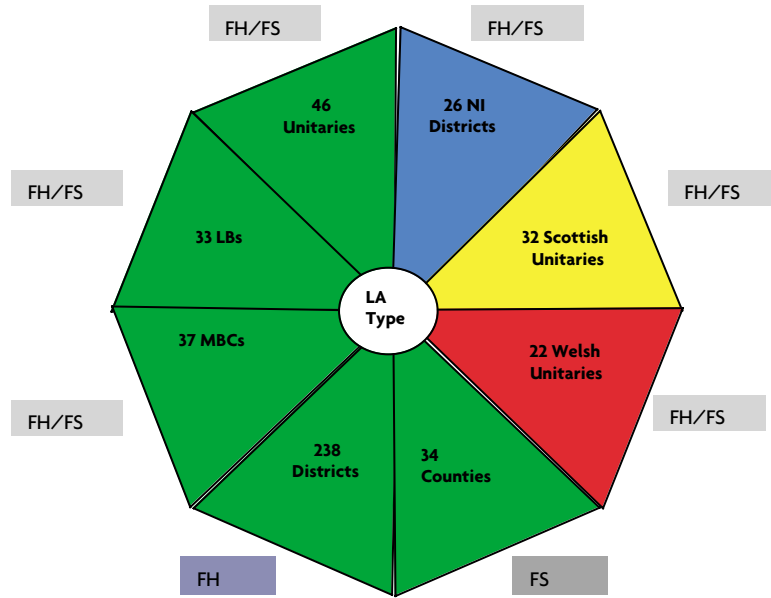 FH/FS
FH/FS
46
Unitaries
26 NI
Districts
FH/FS
FH/FS
33 LBs
32 Scottish
Unitaries
LA
Type
37 MBCs
22 Welsh
Unitaries
FH/FS
FH/FS
238
Districts
34
Counties
FH
FS